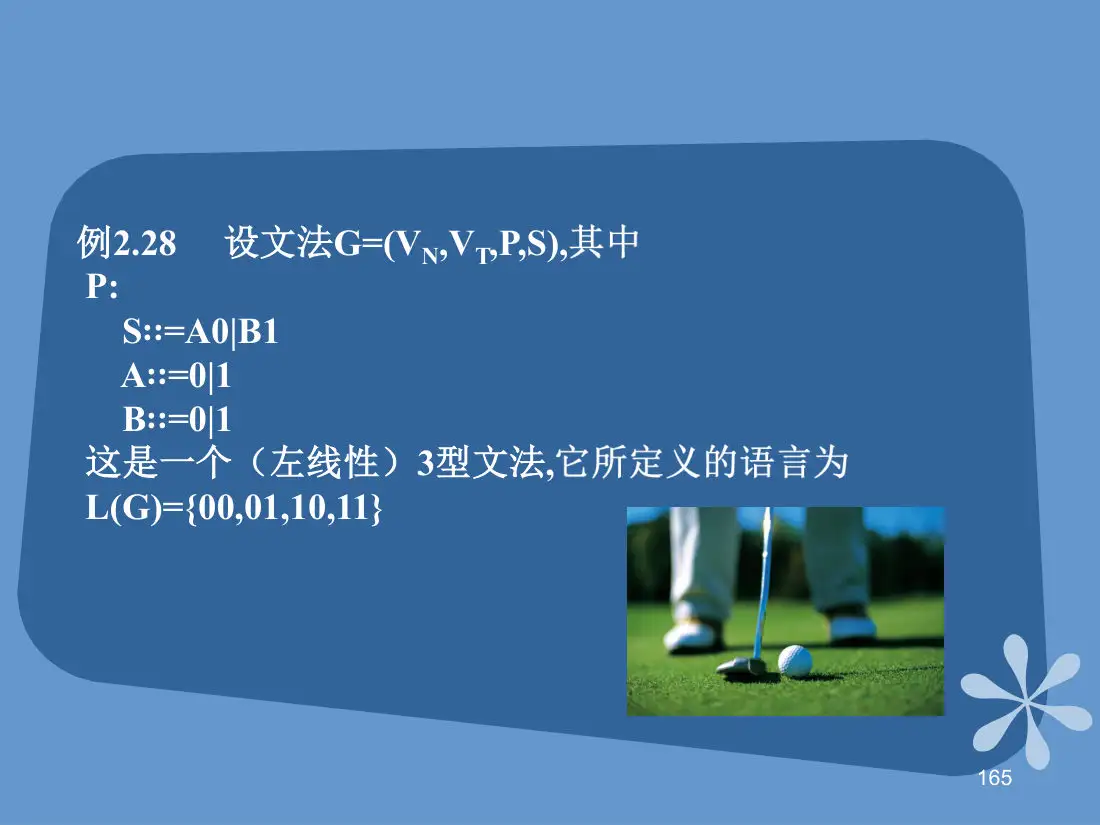 例2.28 设文法G=(VN,VT,P,S),其中
P:
S∷=A0|B1
A∷=0|1
B∷=0|1
这是一个（左线性）3型文法,它所定义的语言为
L(G)={00,01,10,11}
165